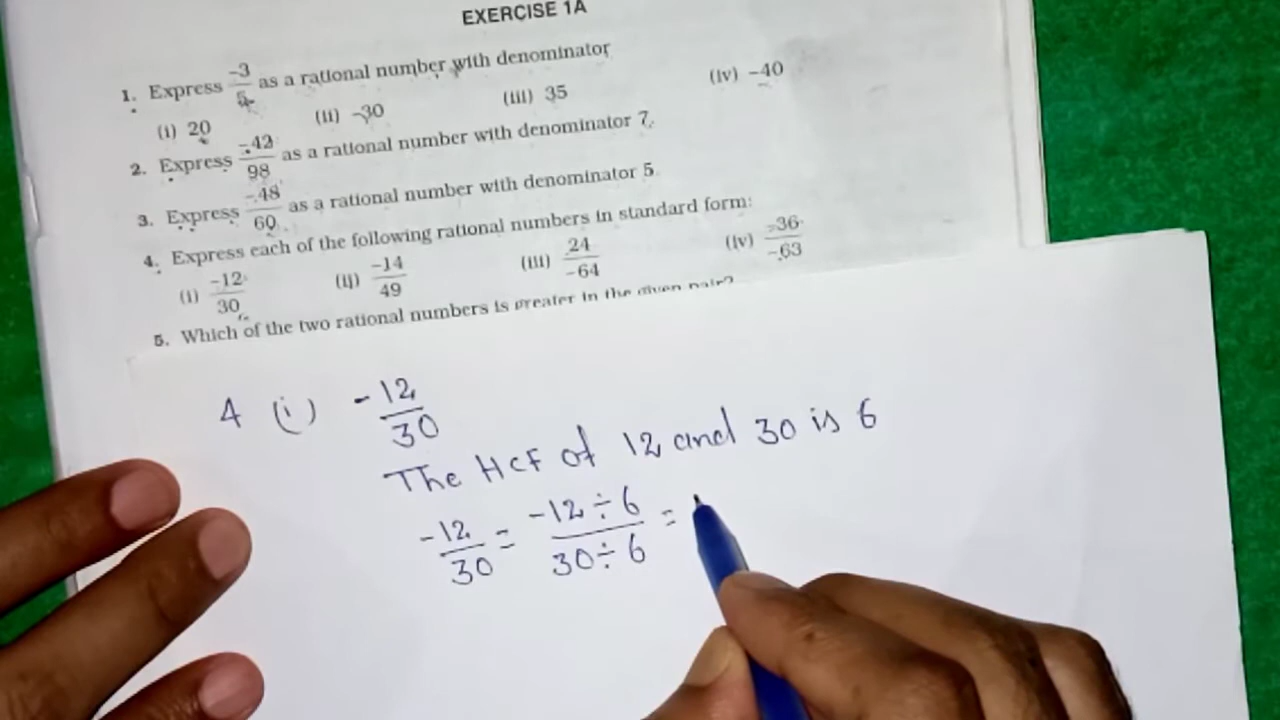 EXERCISE 1A
1. Express -3/5 as a rational number with denominator
(i) 20 (ii) -30 (iii) 35 (iv) -40
2. Express -42/98 as a rational number with denominator 7.
3. Express -48/60 as a rational number with denominator 5.
4. Express each of the following rational numbers in standard form:
(i) -12/30 (ii) -14/49 (iii) 24/-64 (iv) -36/-63
5. Which of the two rational numbers is greater in the given pair?
4 (i) -12/30
The HCF of 12 and 30 is 6
-12/30 = -12÷6/30÷6 =